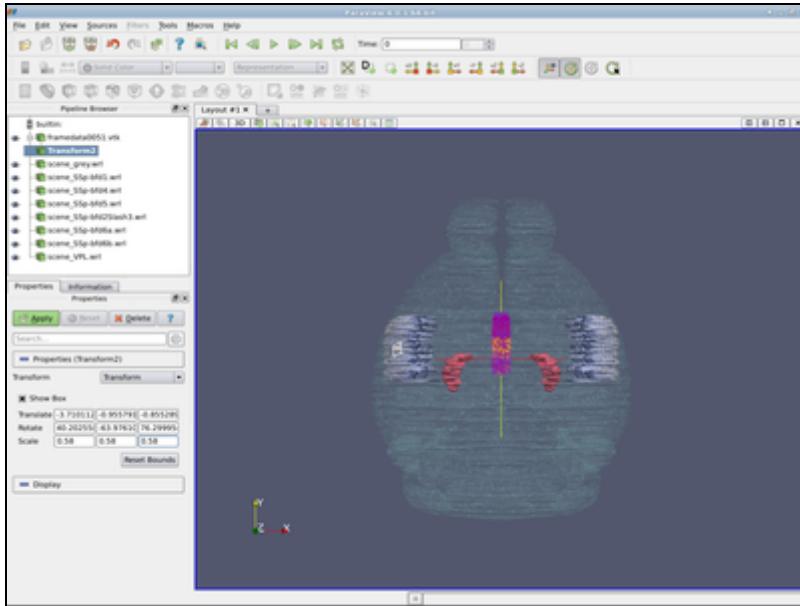 File Edit View Sources Filters Tools Macros Help
Time: 0
Solid Color
Representation
Pipeline Browser
Layout #1
3D
builtin:
framedata0051.vtk
Transform2
scene_grey.wrl
scene_SSp-bfd1.wrl
scene_SSp-bfd4.wrl
scene_SSp-bfd5.wrl
scene_SSp-bfd2Slash3.wrl
scene_SSp-bfd6a.wrl
scene_SSp-bfd6b.wrl
scene_VPL.wrl
Properties Information
Properties
Apply Reset Delete ?
Search...
Properties (Transform2)
Transform Transform
Show Box
Translate
Rotate
Scale 0.58 0.58 0.58
Reset Bounds
Display
Y
Z X